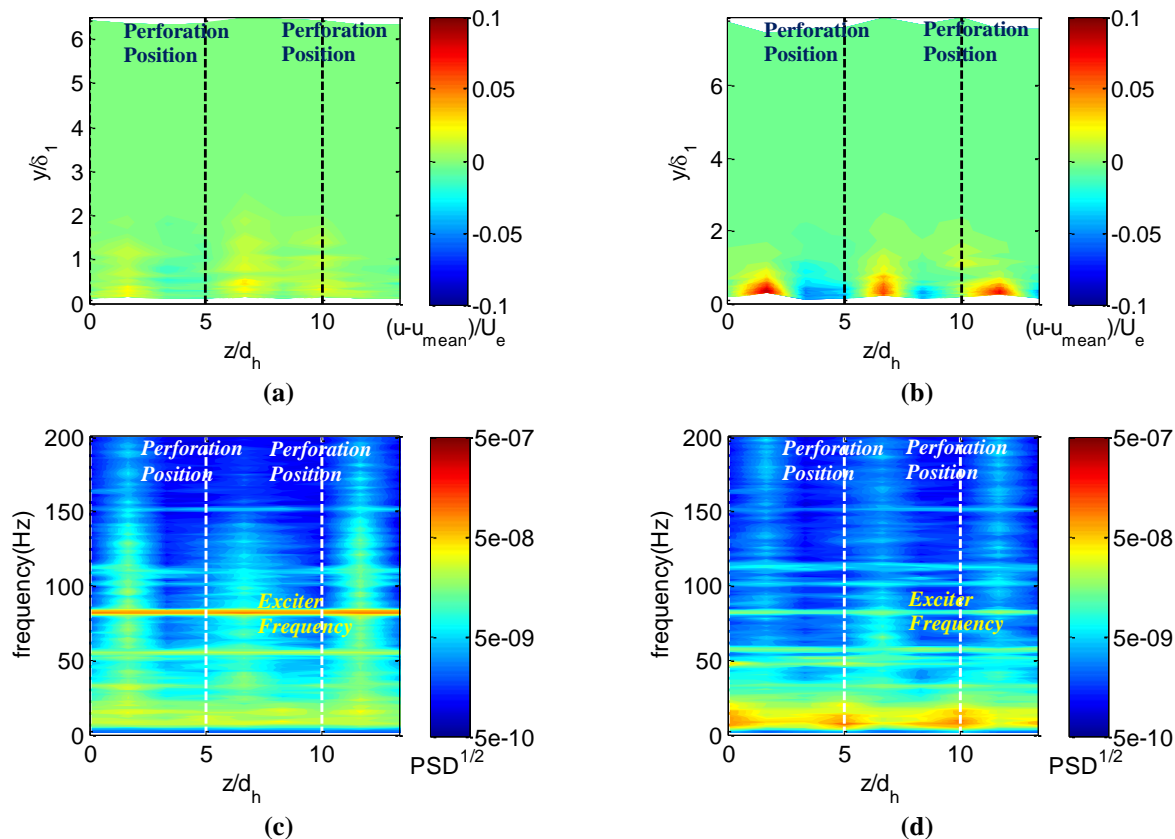 6
5
4
3
2
1
0
y/δ1
Perforation Position
Perforation Position
0
5
10
z/dh
0.1
0.05
0
-0.05
-0.1
(u-umean)/Ue
(a)
6
4
2
0
y/δ1
Perforation Position
Perforation Position
0
5
10
z/dh
0.1
0.05
0
-0.05
-0.1
(u-umean)/Ue
(b)
200
150
100
50
0
frequency(Hz)
Perforation Position
Perforation Position
Exciter Frequency
0
5
10
z/dh
5e-07
5e-08
5e-09
5e-10
PSD1/2
(c)
200
150
100
50
0
frequency(Hz)
Perforation Position
Perforation Position
Exciter Frequency
0
5
10
z/dh
5e-07
5e-08
5e-09
5e-10
PSD1/2
(d)